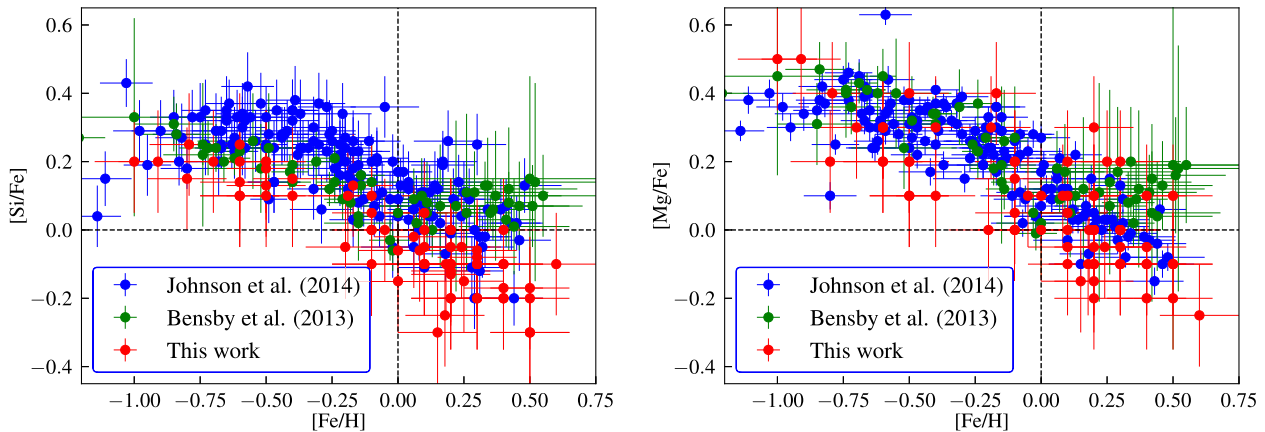 0.6
0.4
0.2
0.0
−0.2
−0.4
[Si/Fe]
Johnson et al. (2014)
Bensby et al. (2013)
This work
−1.00 −0.75 −0.50 −0.25 0.00 0.25 0.50 0.75
[Fe/H]
0.6
0.4
0.2
0.0
−0.2
−0.4
[Mg/Fe]
Johnson et al. (2014)
Bensby et al. (2013)
This work
−1.00 −0.75 −0.50 −0.25 0.00 0.25 0.50 0.75
[Fe/H]